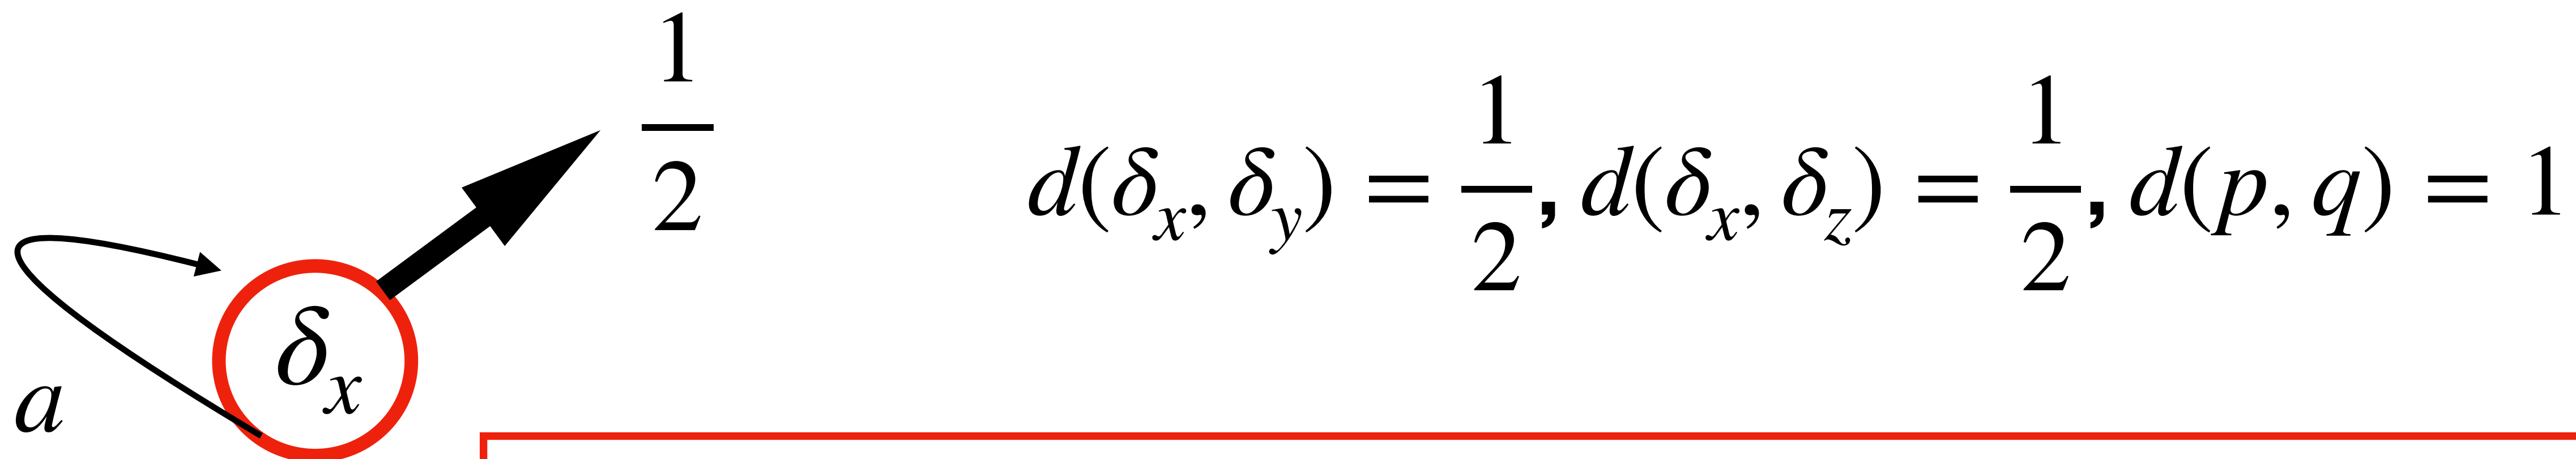 1/2
d(δ_x, δ_y) = 1/2, d(δ_x, δ_z) = 1/2, d(p, q) = 1
δ_x
a